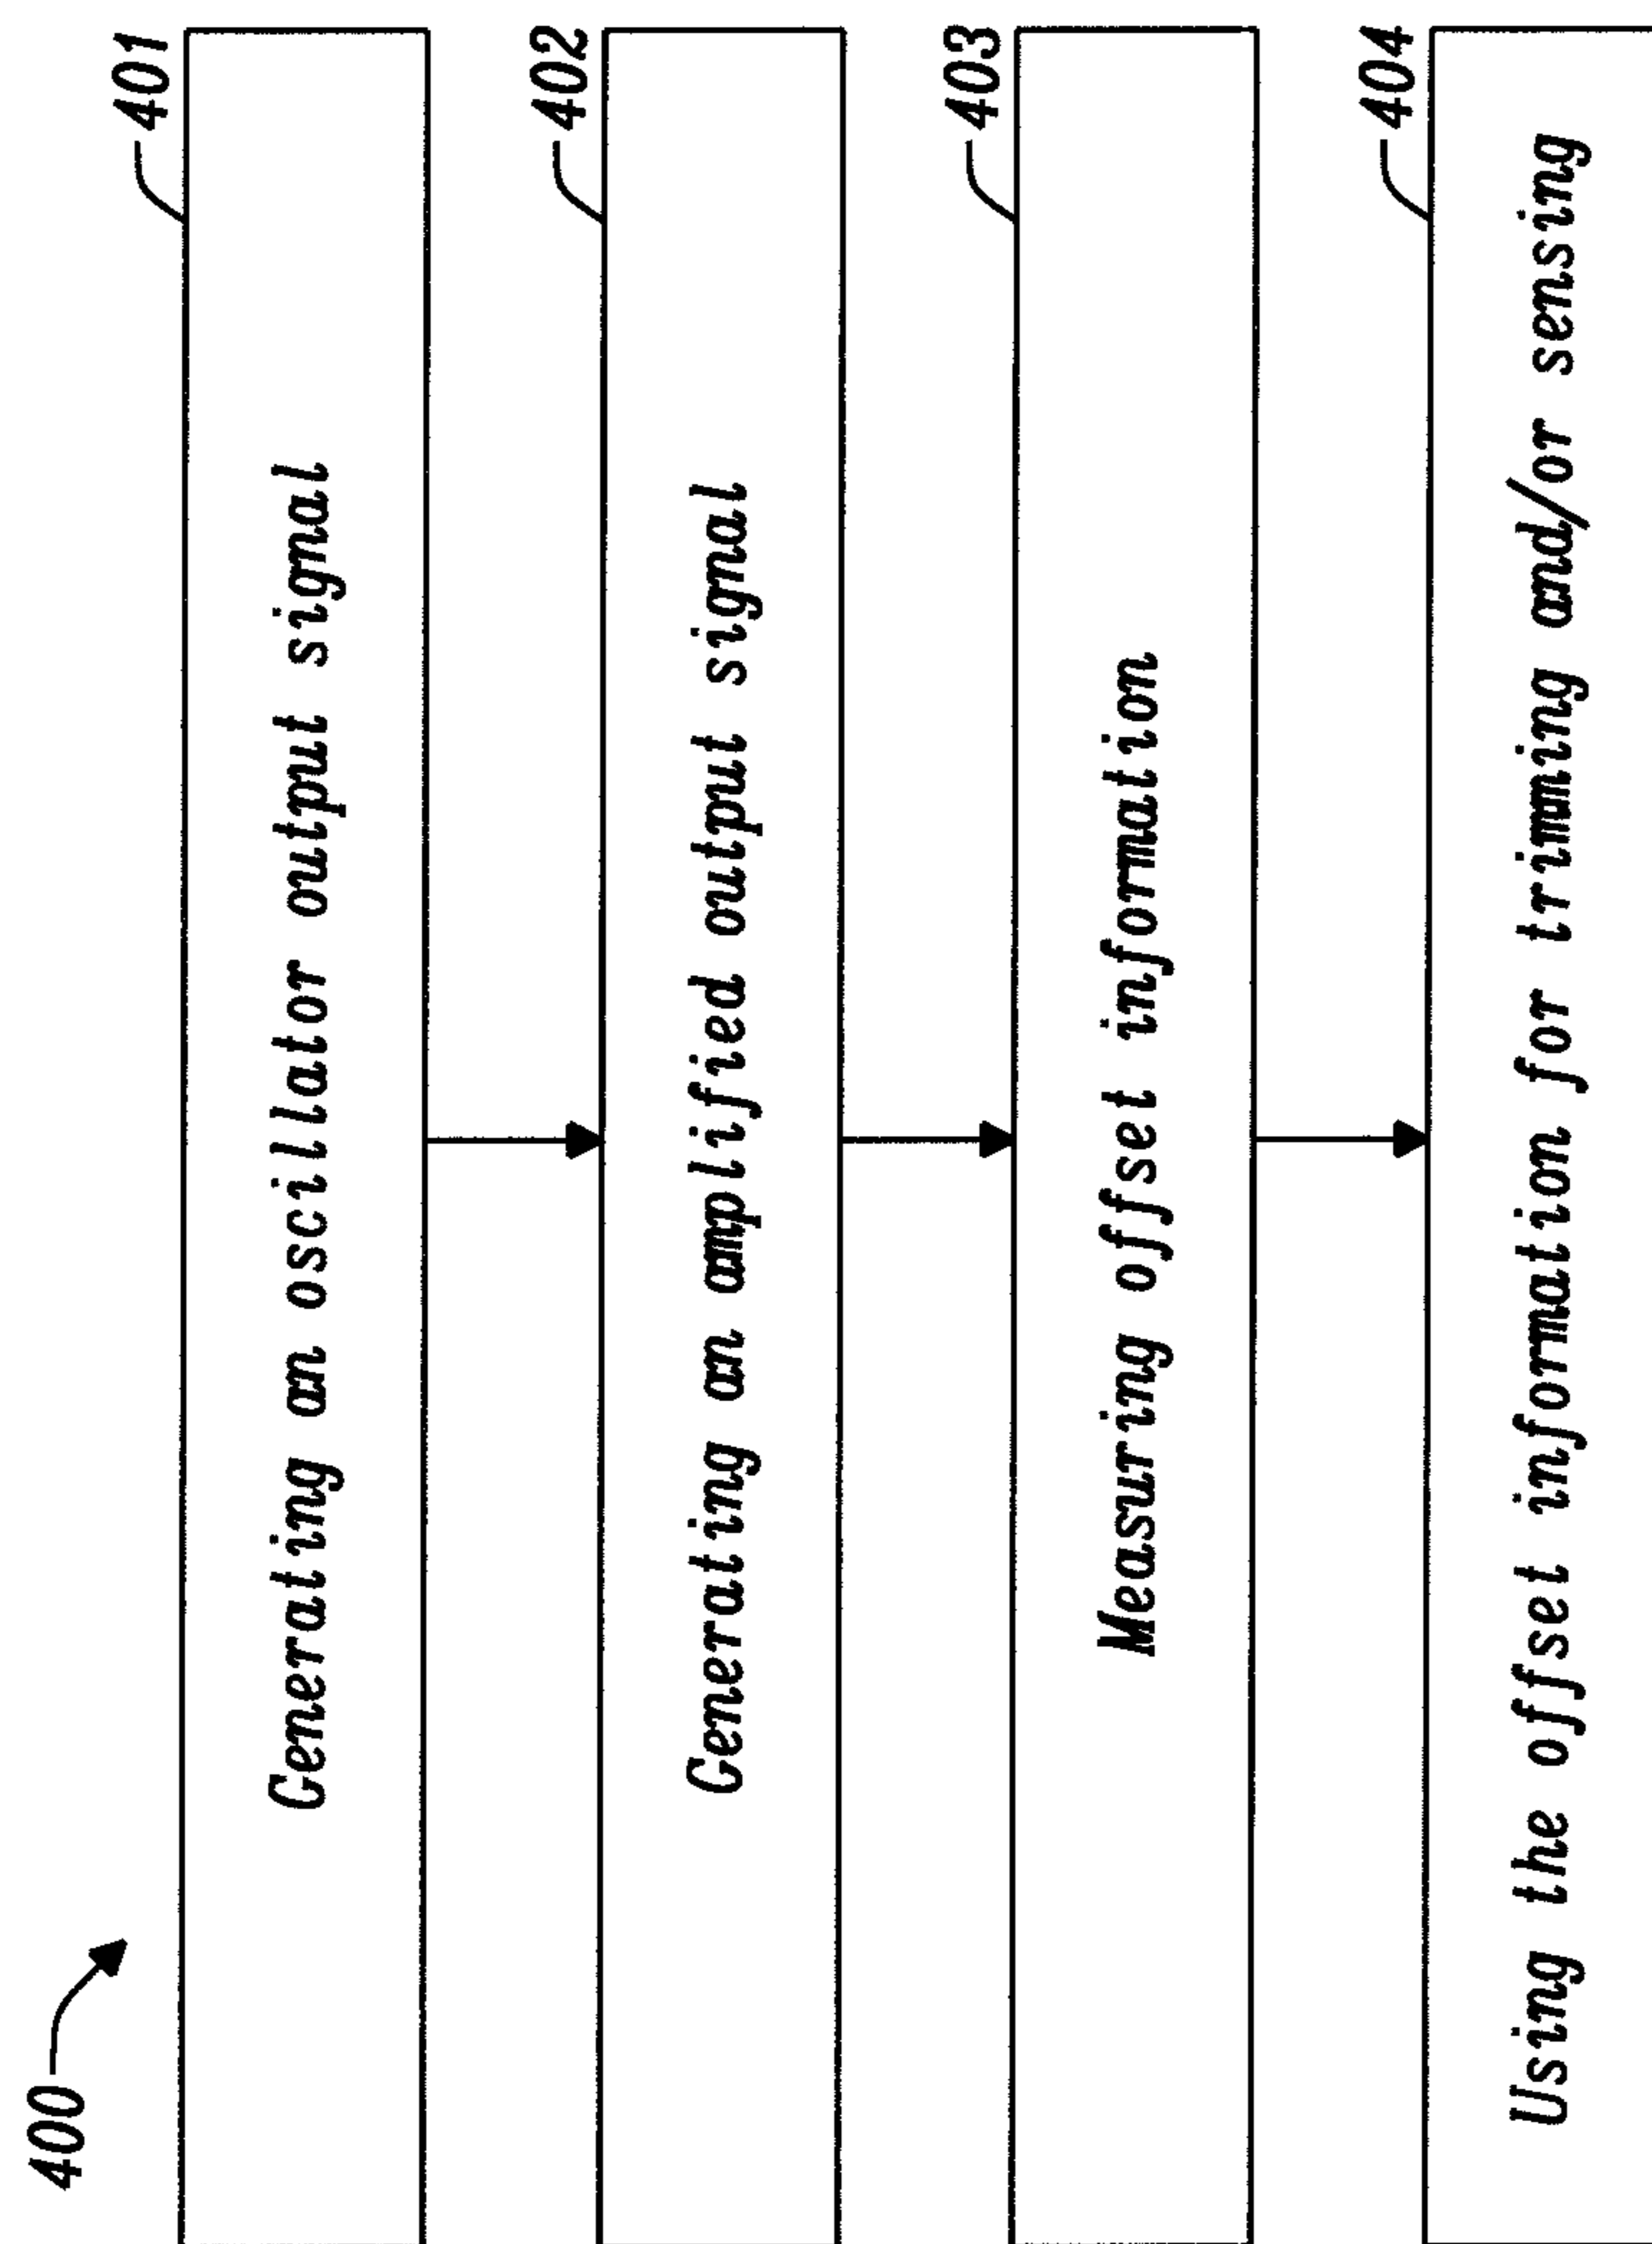 400
401
Generating an oscillator output signal
402
Generating an amplified output signal
403
Measuring offset information
404
Using the offset information for trimming and/or sensing